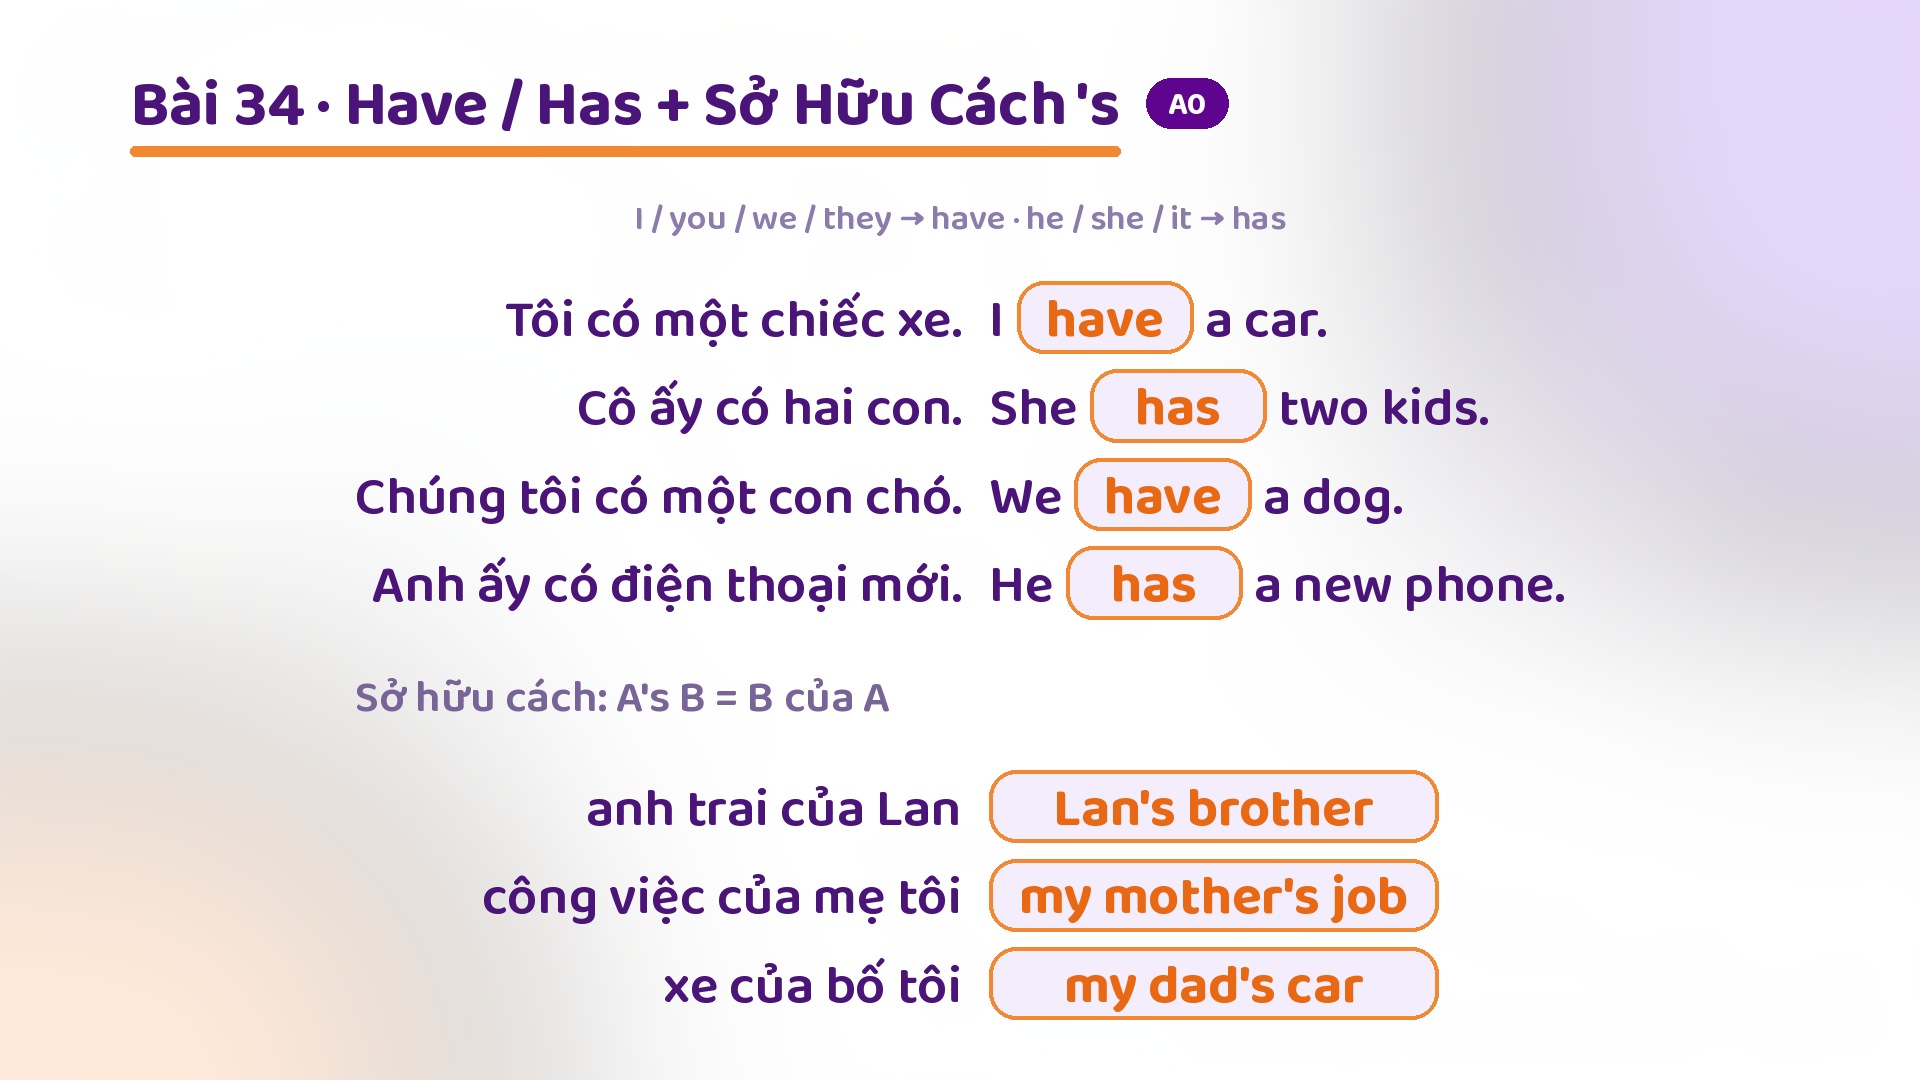 Bài 34 · Have / Has + Sở Hữu Cách 's A0
I / you / we / they → have · he / she / it → has
Tôi có một chiếc xe. I have a car.
Cô ấy có hai con. She has two kids.
Chúng tôi có một con chó. We have a dog.
Anh ấy có điện thoại mới. He has a new phone.
Sở hữu cách: A's B = B của A
anh trai của Lan Lan's brother
công việc của mẹ tôi my mother's job
xe của bố tôi my dad's car